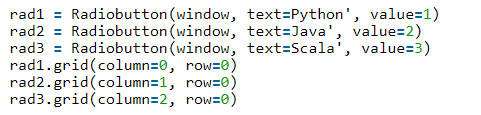 rad1 = Radiobutton(window, text=Python', value=1)
rad2 = Radiobutton(window, text=Java', value=2)
rad3 = Radiobutton(window, text=Scala', value=3)
rad1.grid(column=0, row=0)
rad2.grid(column=1, row=0)
rad3.grid(column=2, row=0)